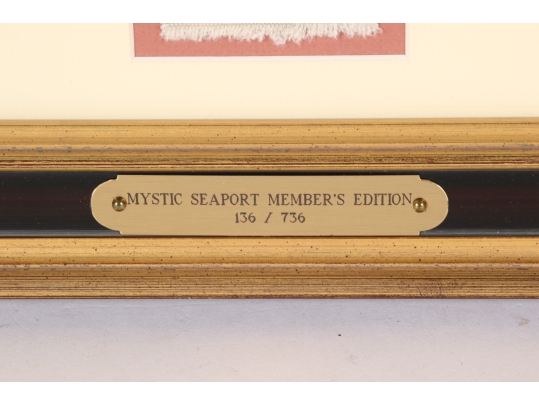 MYSTIC SEAPORT MEMBER'S EDITION
136 / 736